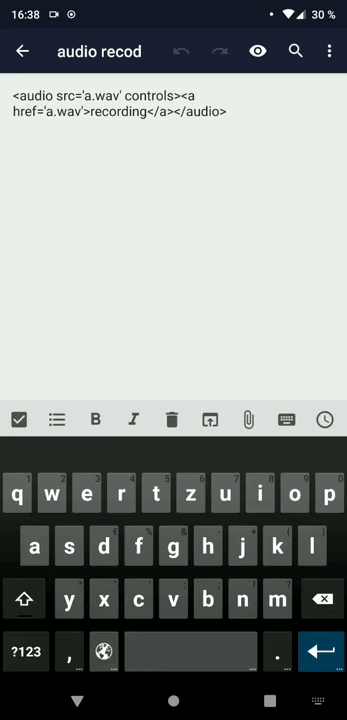 16:38 30 %
audio recod
<audio src='a.wav' controls><a
href='a.wav'>recording</a></audio>
B I
1 2 3 4 5 6 7 8 9 0
q w e r t z u i o p
a s d f g h j k l
y x c v b n m
?123 , .